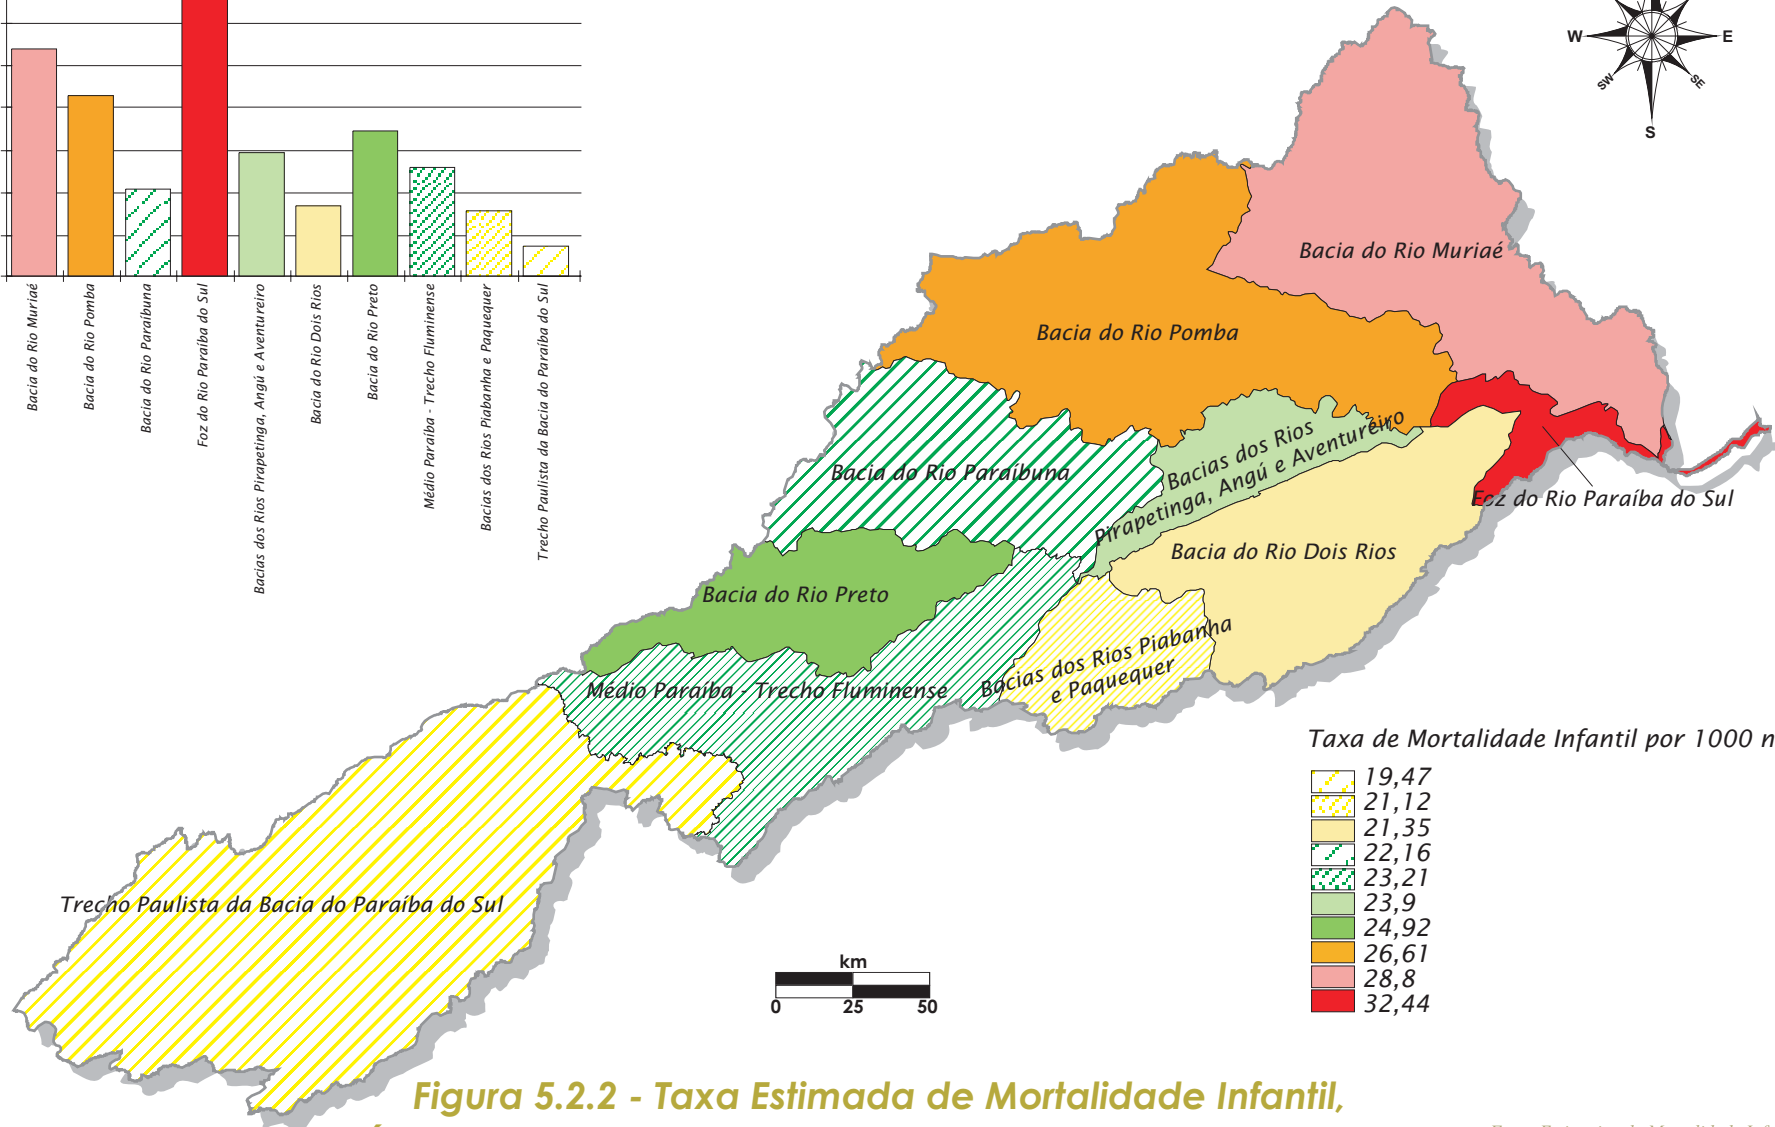 W
E
SW
SE
S
Bacia do Rio Muriaé
Bacia do Rio Pomba
Bacia do Rio Paraíbuna
Foz do Rio Paraíba do Sul
Bacias dos Rios Pirapetinga, Angú e Aventureiro
Bacia do Rio Dois Rios
Bacia do Rio Preto
Médio Paraíba - Trecho Fluminense
Bacias dos Rios Piabanha e Paquequer
Trecho Paulista da Bacia do Paraíba do Sul
Bacia do Rio Muriaé
Bacia do Rio Pomba
Bacias dos Rios
Pirapetinga, Angú e Aventureiro
Bacia do Rio Paraíbuna
Foz do Rio Paraíba do Sul
Bacia do Rio Dois Rios
Bacia do Rio Preto
Bacias dos Rios Piabanha
e Paquequer
Médio Paraíba - Trecho Fluminense
Trecho Paulista da Bacia do Paraíba do Sul
Taxa de Mortalidade Infantil por 1000 n
19,47
21,12
21,35
22,16
23,21
23,9
24,92
26,61
28,8
32,44
km
0 25 50
Figura 5.2.2 - Taxa Estimada de Mortalidade Infantil,